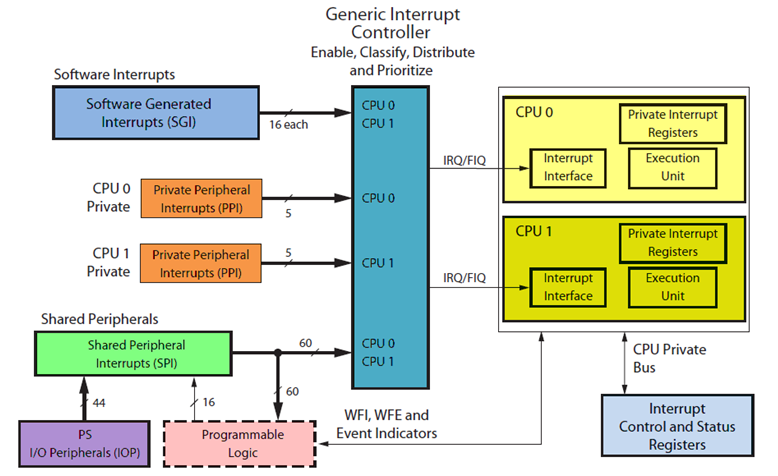 Generic Interrupt
Controller
Enable, Classify, Distribute
and Prioritize
Software Interrupts
Software Generated
Interrupts (SGI)
16 each
CPU 0
CPU 1
CPU 0
Private
Private Peripheral
Interrupts (PPI)
5
CPU 0
CPU 1
Private
Private Peripheral
Interrupts (PPI)
5
CPU 1
Shared Peripherals
Shared Peripheral
Interrupts (SPI)
60
CPU 0
CPU 1
44
16
60
PS
I/O Peripherals (IOP)
Programmable
Logic
WFI, WFE and
Event Indicators
IRQ/FIQ
CPU 0
Private Interrupt
Registers
Interrupt
Interface
Execution
Unit
IRQ/FIQ
CPU 1
Private Interrupt
Registers
Interrupt
Interface
Execution
Unit
CPU Private
Bus
Interrupt
Control and Status
Registers